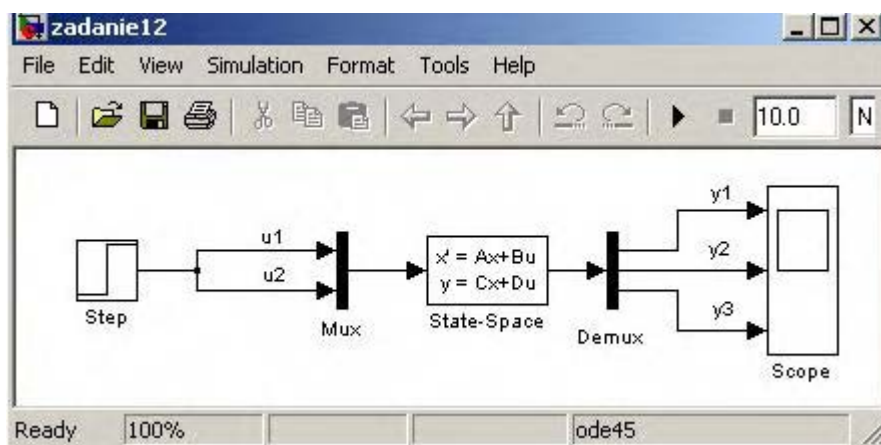 zadanie12
File Edit View Simulation Format Tools Help
10.0 N
y1
u1
y2
u2
x' = Ax+Bu
y = Cx+Du
y3
Step
Mux
State-Space
Demux
Scope
Ready 100% ode45